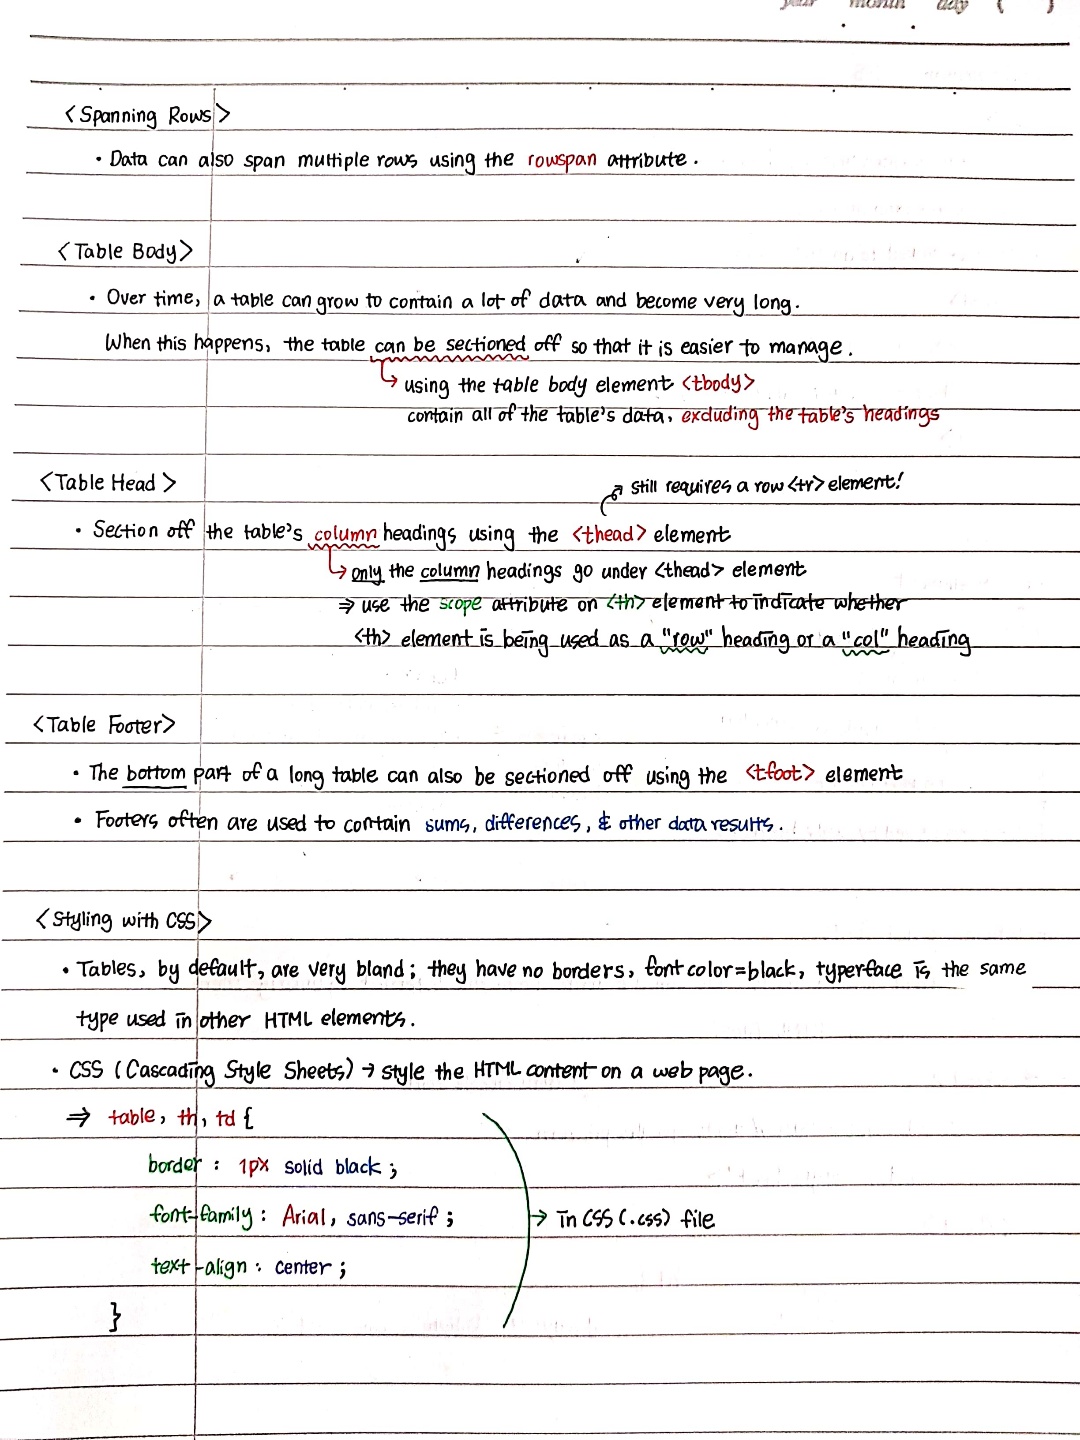 year month day ( )
<Spanning Rows>
• Data can also span multiple rows using the rowspan attribute.
<Table Body>
• Over time, a table can grow to contain a lot of data and become very long.
When this happens, the table can be sectioned off so that it is easier to manage.
↳ using the table body element <tbody>
contain all of the table's data, excluding the table's headings
<Table Head>
↗ still requires a row <tr> element!
• Section off the table's column headings using the <thead> element
↳ only the column headings go under <thead> element
⇒ use the scope attribute on <th> element to indicate whether
<th> element is being used as a "row" heading or a "col" heading
<Table Footer>
• The bottom part of a long table can also be sectioned off using the <tfoot> element
• Footers often are used to contain sums, differences, & other data results.
<Styling with CSS>
• Tables, by default, are very bland; they have no borders, font color=black, typerface is the same
type used in other HTML elements.
• CSS (Cascading Style Sheets) → style the HTML content on a web page.
⇒ table, th, td {
border : 1px solid black ;
font-family : Arial, sans-serif ; → in CSS (.css) file
text-align : center ;
}